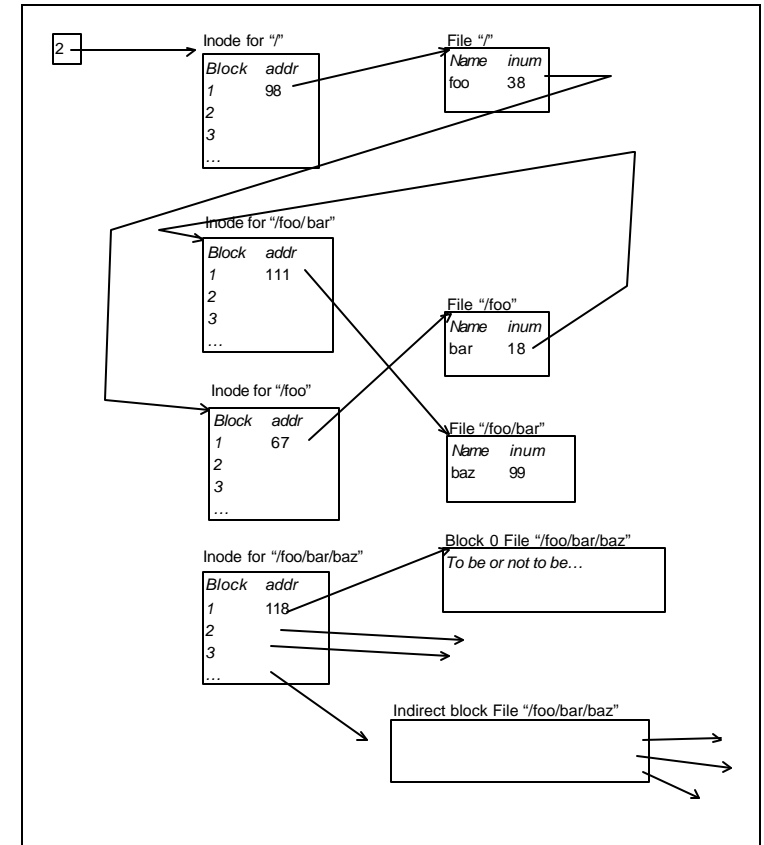 2
Inode for “/”
Block addr
1 98
2
3
…
File “/”
Name inum
foo 38
Inode for “/foo/bar”
Block addr
1 111
2
3
…
File “/foo”
Name inum
bar 18
Inode for “/foo”
Block addr
1 67
2
3
…
File “/foo/bar”
Name inum
baz 99
Inode for “/foo/bar/baz”
Block addr
1 118
2
3
…
Block 0 File “/foo/bar/baz”
To be or not to be…
Indirect block File “/foo/bar/baz”